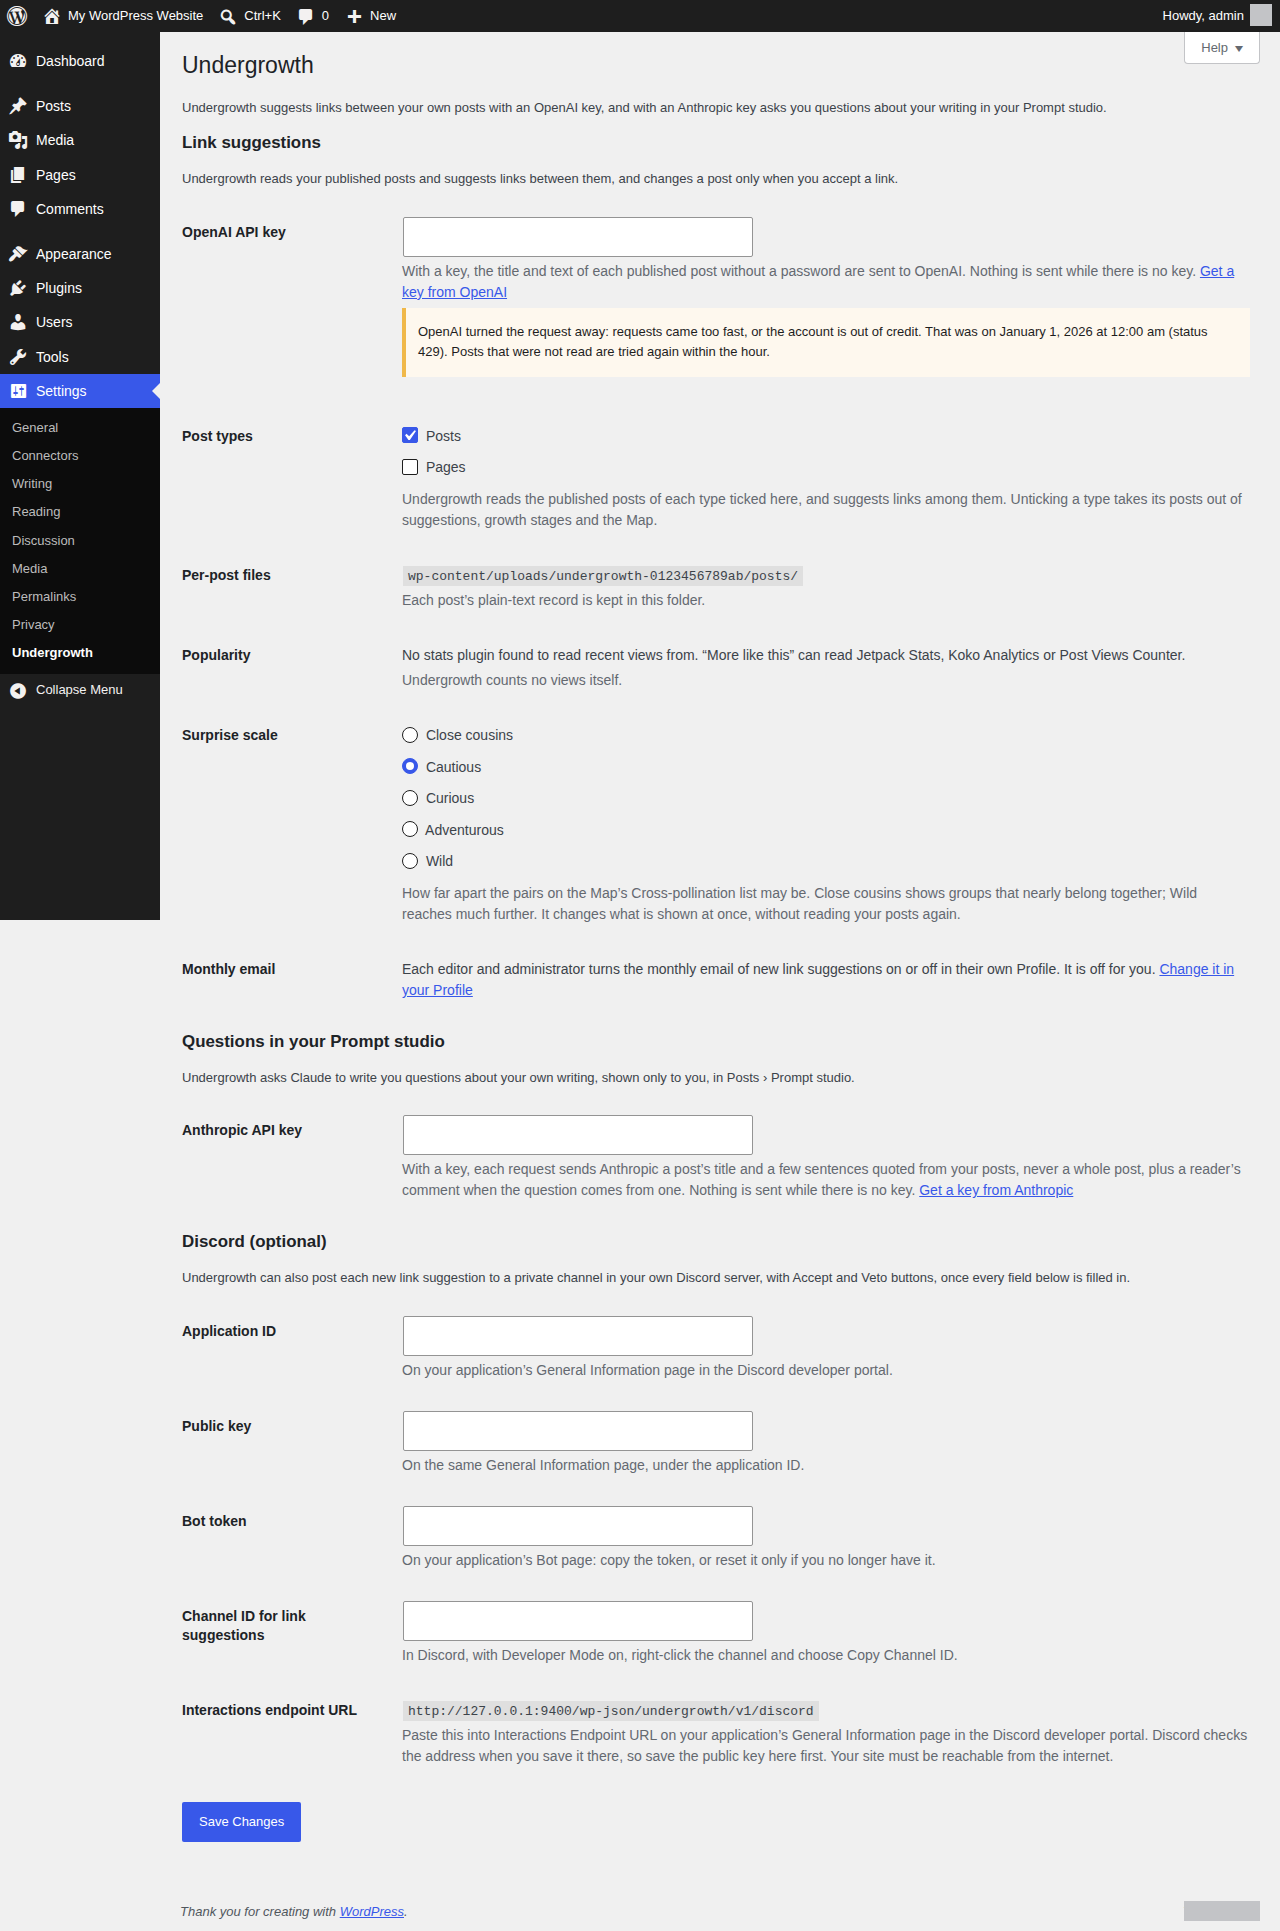 My WordPress Website Ctrl+K 0 New Howdy, admin
Help
Dashboard
Posts
Media
Pages
Comments
Appearance
Plugins
Users
Tools
Settings
General
Connectors
Writing
Reading
Discussion
Media
Permalinks
Privacy
Undergrowth
Collapse Menu
Undergrowth
Undergrowth suggests links between your own posts with an OpenAI key, and with an Anthropic key asks you questions about your writing in your Prompt studio.
Link suggestions
Undergrowth reads your published posts and suggests links between them, and changes a post only when you accept a link.
OpenAI API key
With a key, the title and text of each published post without a password are sent to OpenAI. Nothing is sent while there is no key. Get a
key from OpenAI
OpenAI turned the request away: requests came too fast, or the account is out of credit. That was on January 1, 2026 at 12:00 am (status
429). Posts that were not read are tried again within the hour.
Post types
Posts
Pages
Undergrowth reads the published posts of each type ticked here, and suggests links among them. Unticking a type takes its posts out of
suggestions, growth stages and the Map.
Per-post files
wp-content/uploads/undergrowth-0123456789ab/posts/
Each post’s plain-text record is kept in this folder.
Popularity
No stats plugin found to read recent views from. “More like this” can read Jetpack Stats, Koko Analytics or Post Views Counter.
Undergrowth counts no views itself.
Surprise scale
Close cousins
Cautious
Curious
Adventurous
Wild
How far apart the pairs on the Map’s Cross-pollination list may be. Close cousins shows groups that nearly belong together; Wild
reaches much further. It changes what is shown at once, without reading your posts again.
Monthly email
Each editor and administrator turns the monthly email of new link suggestions on or off in their own Profile. It is off for you. Change it in
your Profile
Questions in your Prompt studio
Undergrowth asks Claude to write you questions about your own writing, shown only to you, in Posts › Prompt studio.
Anthropic API key
With a key, each request sends Anthropic a post’s title and a few sentences quoted from your posts, never a whole post, plus a reader’s
comment when the question comes from one. Nothing is sent while there is no key. Get a key from Anthropic
Discord (optional)
Undergrowth can also post each new link suggestion to a private channel in your own Discord server, with Accept and Veto buttons, once every field below is filled in.
Application ID
On your application’s General Information page in the Discord developer portal.
Public key
On the same General Information page, under the application ID.
Bot token
On your application’s Bot page: copy the token, or reset it only if you no longer have it.
Channel ID for link
suggestions
In Discord, with Developer Mode on, right-click the channel and choose Copy Channel ID.
Interactions endpoint URL
http://127.0.0.1:9400/wp-json/undergrowth/v1/discord
Paste this into Interactions Endpoint URL on your application’s General Information page in the Discord developer portal. Discord checks
the address when you save it there, so save the public key here first. Your site must be reachable from the internet.
Save Changes
Thank you for creating with WordPress.